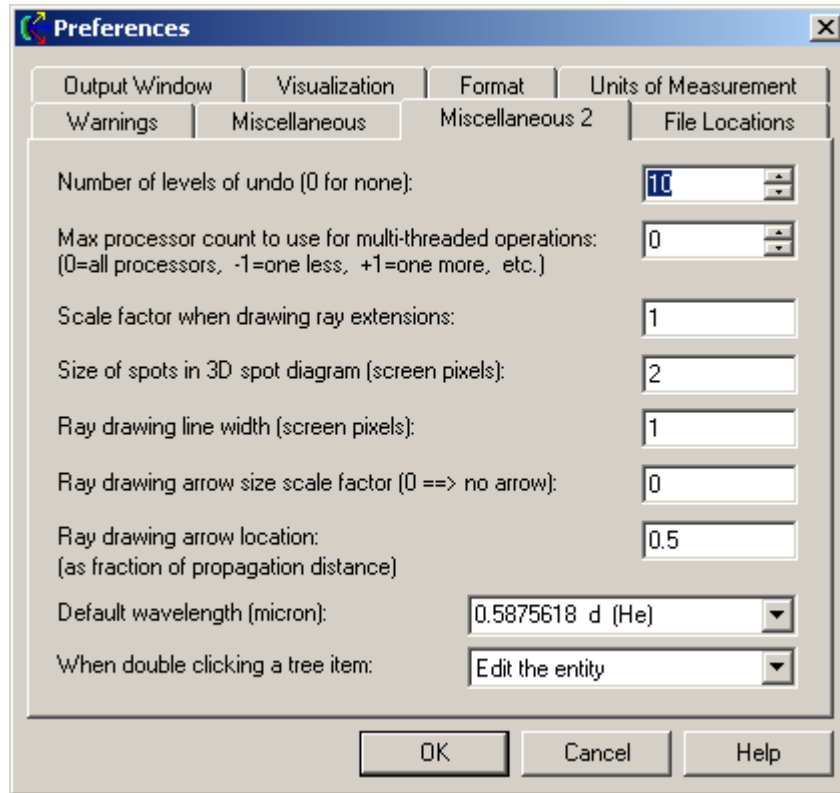 Preferences
Output Window
Visualization
Format
Units of Measurement
Warnings
Miscellaneous
Miscellaneous 2
File Locations
Number of levels of undo (0 for none):
10
Max processor count to use for multi-threaded operations:
0
(0=all processors, -1=one less, +1=one more, etc.)
Scale factor when drawing ray extensions:
1
Size of spots in 3D spot diagram (screen pixels):
2
Ray drawing line width (screen pixels):
1
Ray drawing arrow size scale factor (0 ==> no arrow):
0
Ray drawing arrow location:
0.5
(as fraction of propagation distance)
Default wavelength (micron):
0.5875618 d (He)
When double clicking a tree item:
Edit the entity
OK
Cancel
Help